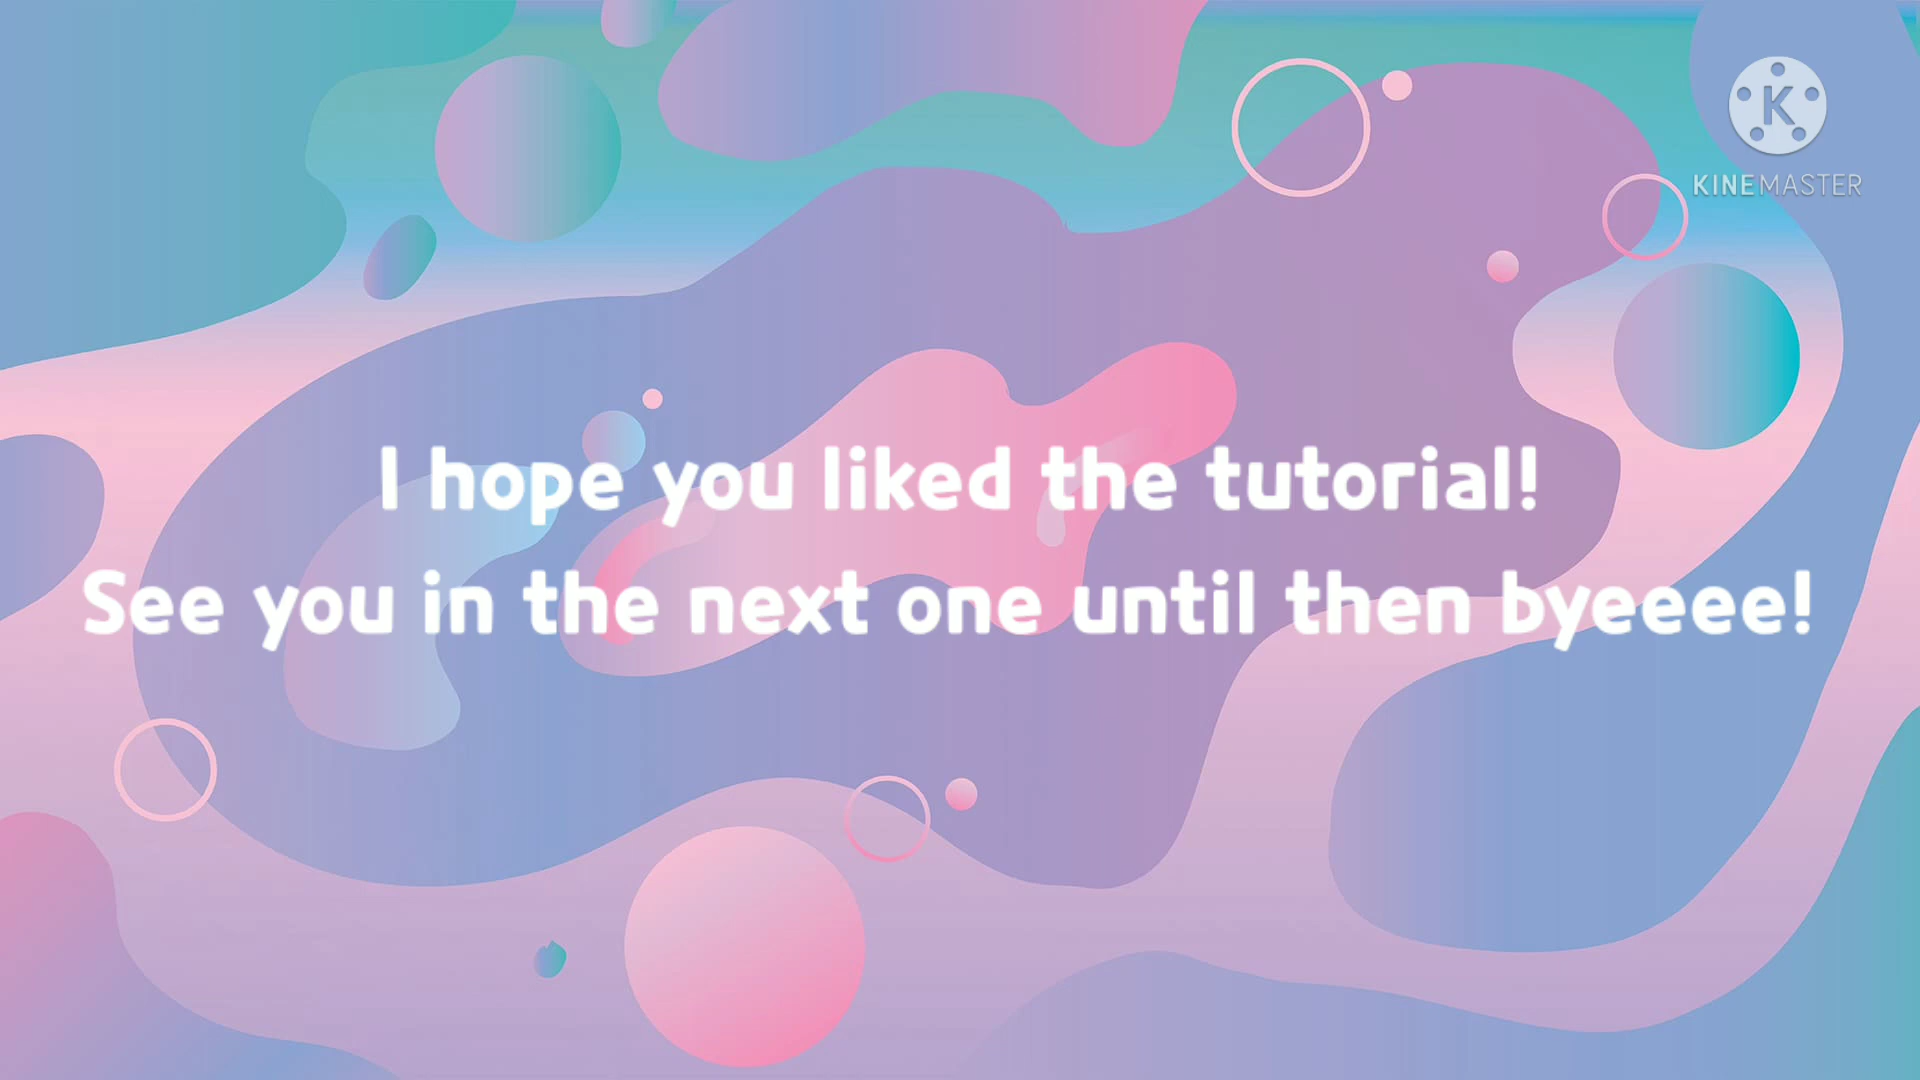 K
KINEMASTER
I hope you liked the tutorial!
See you in the next one until then byeeee!